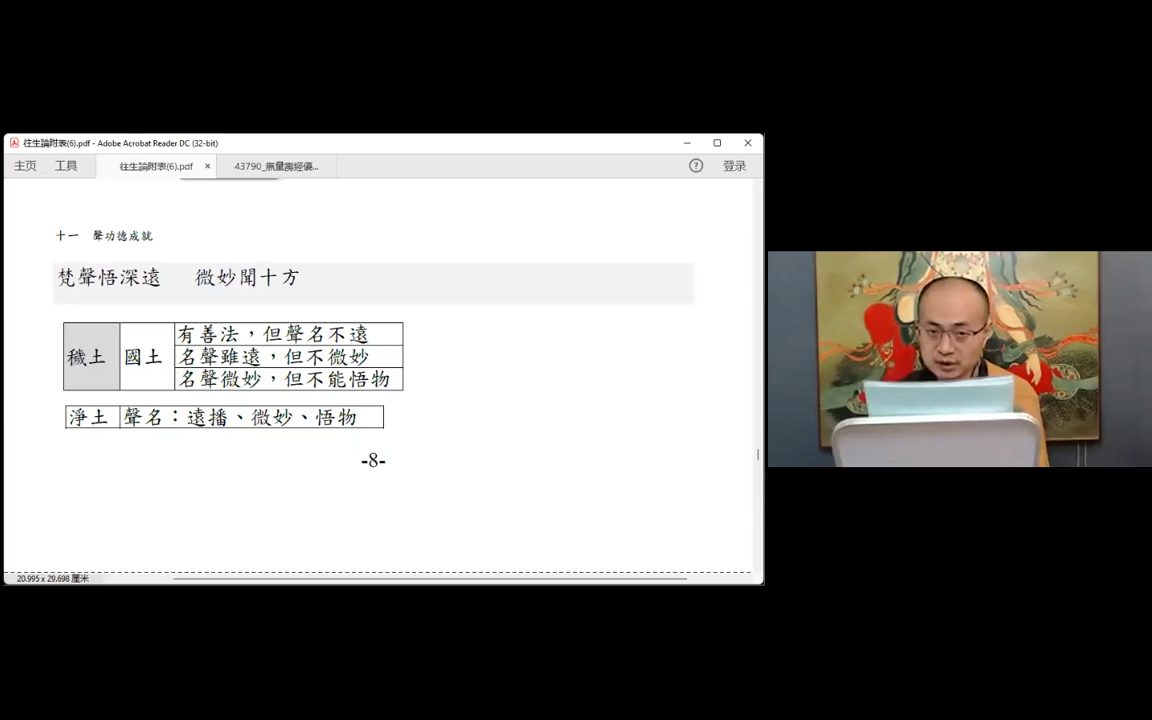 往生論附表(6).pdf - Adobe Acrobat Reader DC (32-bit)
主页 工具 往生論附表(6).pdf × 43790_無量壽經優... ? 登录
十一 聲功德成就
梵聲悟深遠 微妙聞十方
穢土 國土 有善法，但聲名不遠
名聲雖遠，但不微妙
名聲微妙，但不能悟物
淨土 聲名：遠播、微妙、悟物
-8-
20.995 x 29.698 厘米